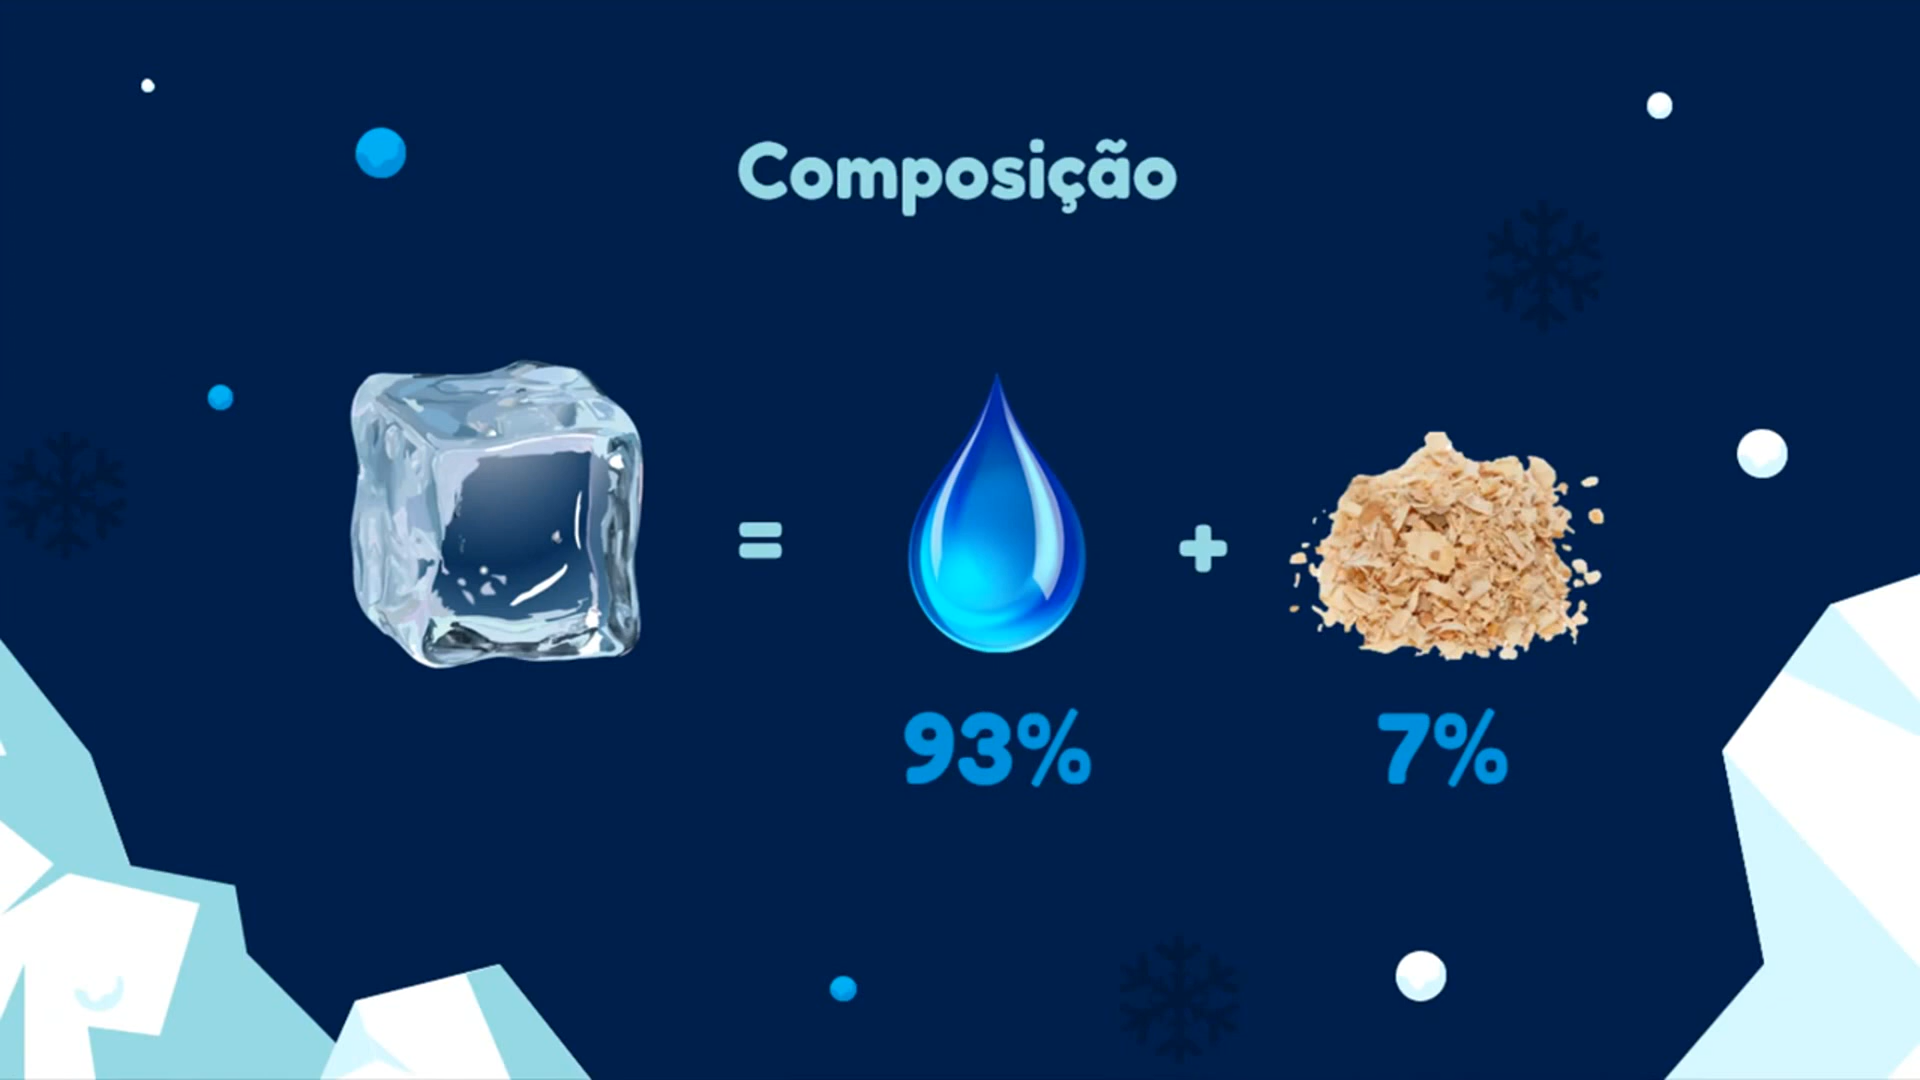 Composição
=
+
93%
7%